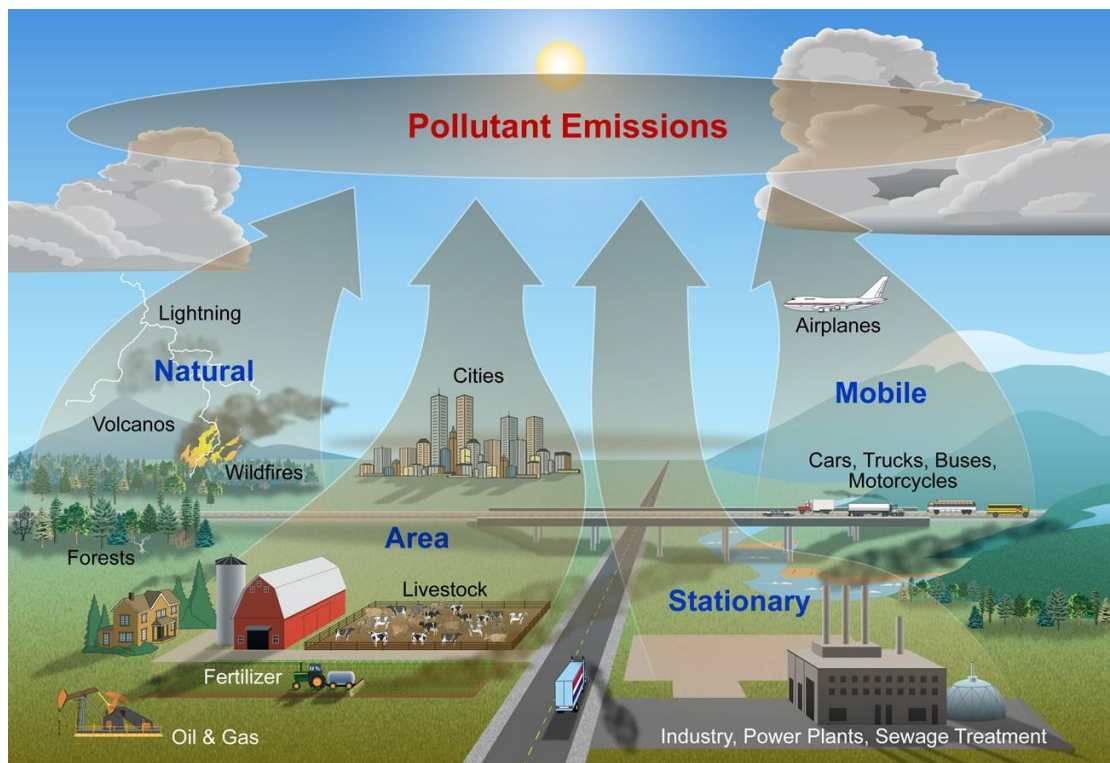 Pollutant Emissions
Lightning
Natural
Volcanos
Wildfires
Forests
Cities
Area
Livestock
Fertilizer
Oil & Gas
Airplanes
Mobile
Cars, Trucks, Buses,
Motorcycles
Stationary
Industry, Power Plants, Sewage Treatment